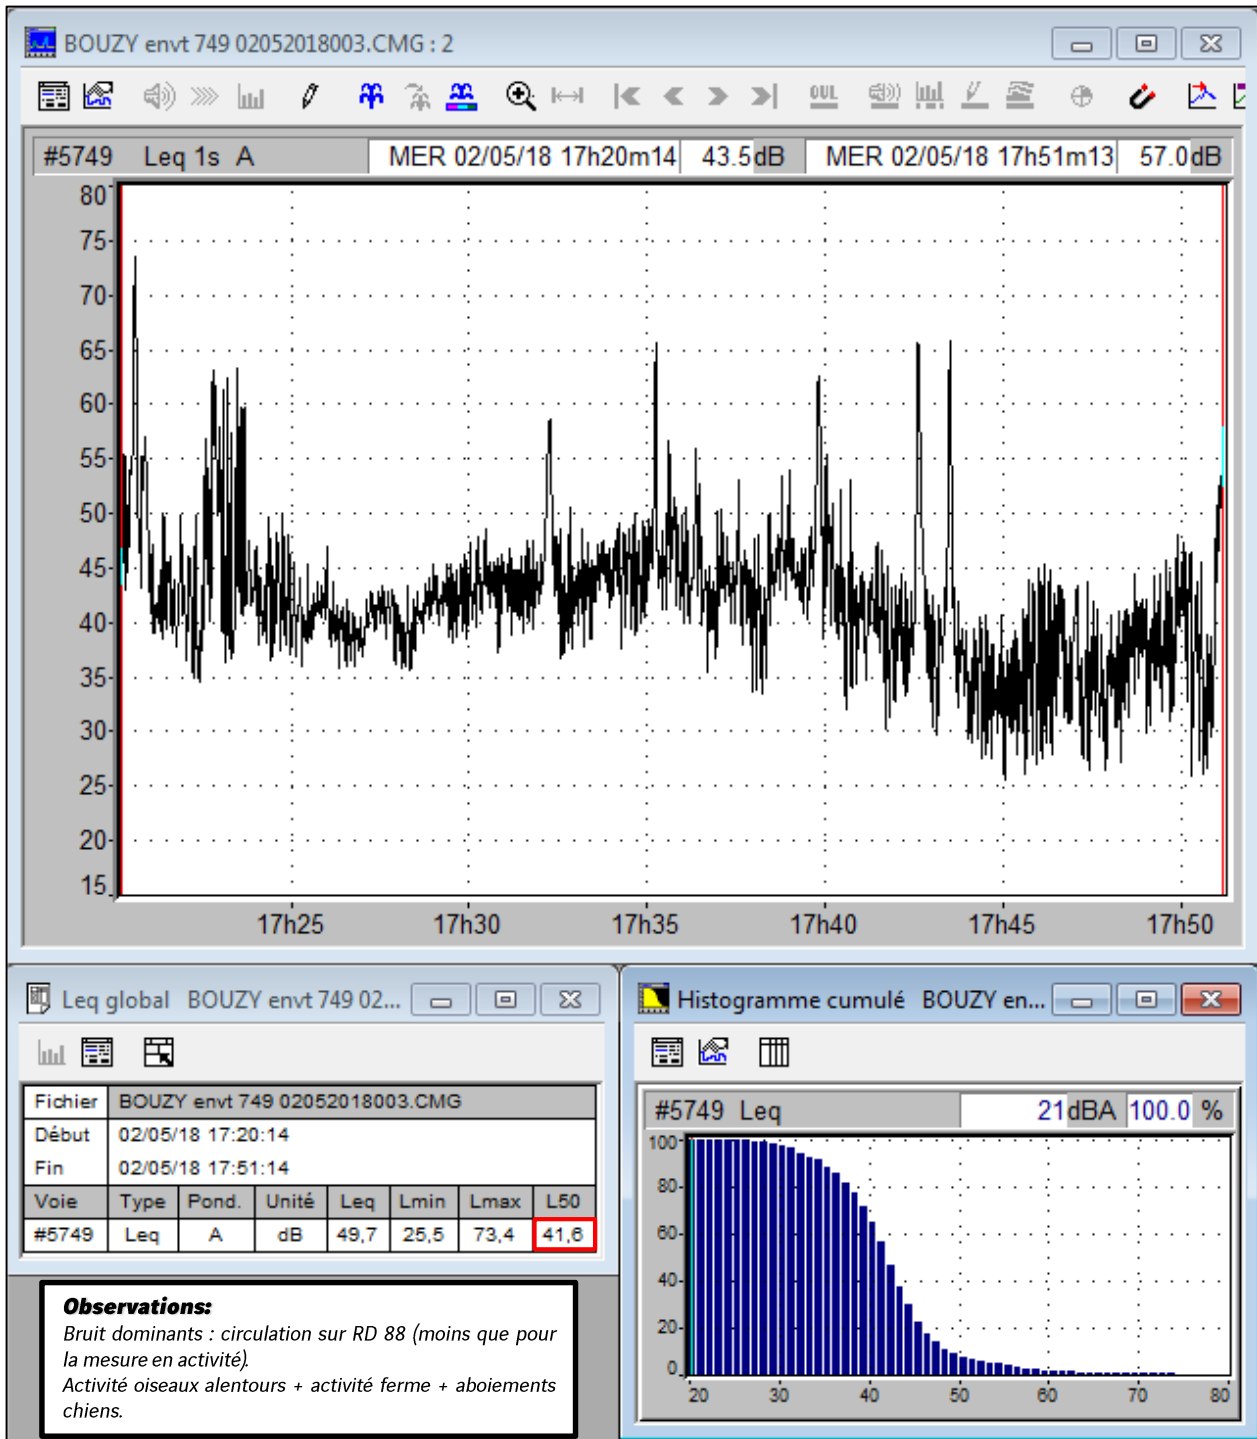 BOUZY envt 749 02052018003.CMG : 2
#5749 Leq 1s A MER 02/05/18 17h20m14 43.5 dB MER 02/05/18 17h51m13 57.0 dB
80
75
70
65
60
55
50
45
40
35
30
25
20
15
17h25 17h30 17h35 17h40 17h45 17h50
Leq global BOUZY envt 749 02...
Fichier BOUZY envt 749 02052018003.CMG
Début 02/05/18 17:20:14
Fin 02/05/18 17:51:14
Voie Type Pond. Unité Leq Lmin Lmax L50
#5749 Leq A dB 49,7 25,5 73,4 41,6
Observations:
Bruit dominants : circulation sur RD 88 (moins que pour
la mesure en activité).
Activité oiseaux alentours + activité ferme + aboiements
chiens.
Histogramme cumulé BOUZY en...
#5749 Leq 21 dBA 100.0 %
100
80
60
40
20
0
20 30 40 50 60 70 80